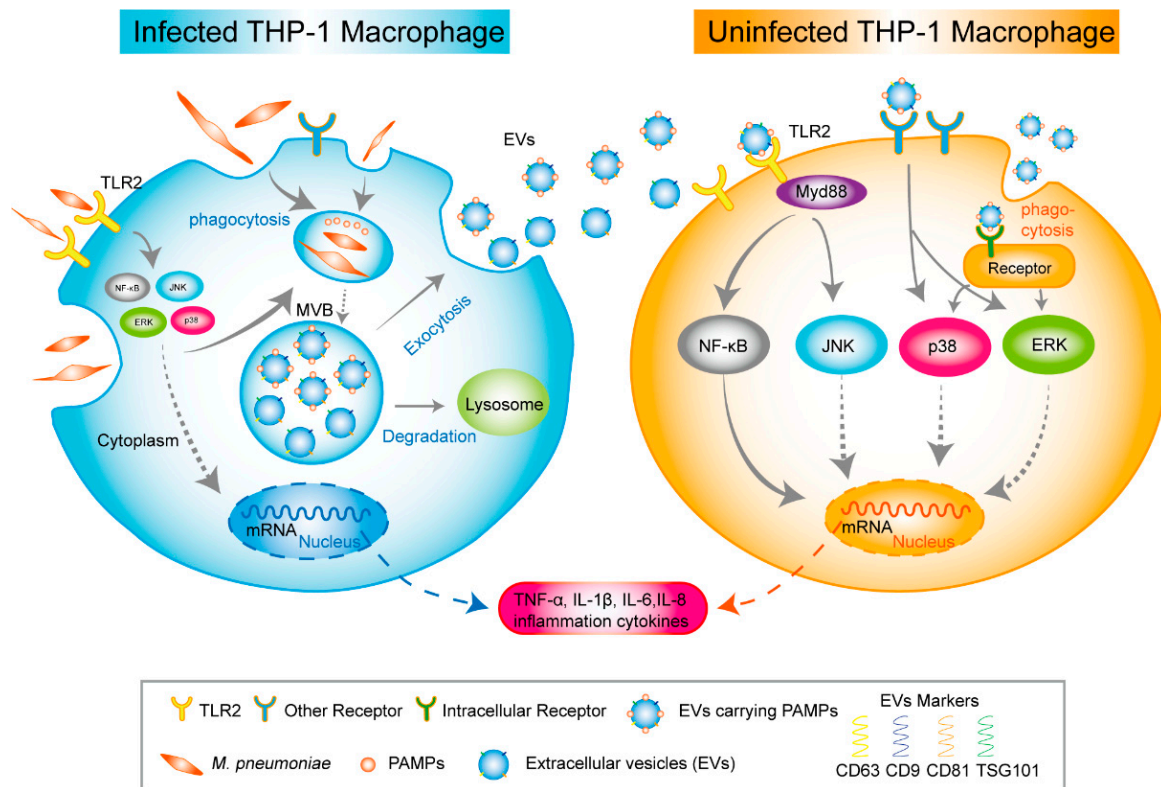 Infected THP-1 Macrophage
Uninfected THP-1 Macrophage
EVs
TLR2
TLR2
Myd88
phagocytosis
phago-
cytosis
Receptor
NF-κB
JNK
ERK
p38
MVB
Exocytosis
NF-κB
JNK
p38
ERK
Lysosome
Degradation
Cytoplasm
mRNA
Nucleus
mRNA
Nucleus
TNF-α, IL-1β, IL-6,IL-8
inflammation cytokines
TLR2
Other Receptor
Intracellular Receptor
EVs carrying PAMPs
EVs Markers
M. pneumoniae
PAMPs
Extracellular vesicles (EVs)
CD63 CD9 CD81 TSG101